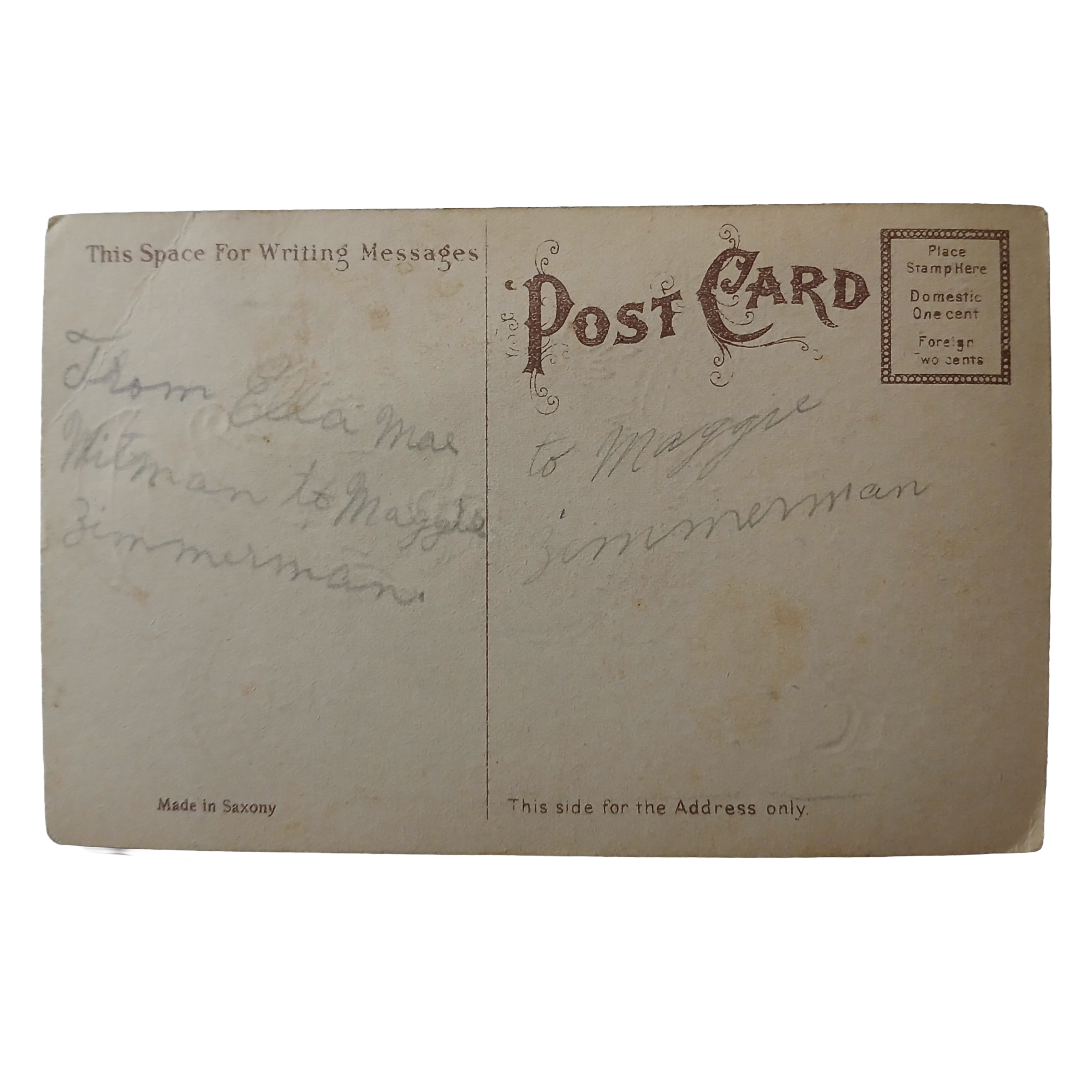 This Space For Writing Messages
From Eda Mae
Witman to Maggie
Zimmerman.
Made in Saxony
POST CARD
Place
Stamp Here
Domestic
One cent
Foreign
Two cents
to Maggie
Zimmerman
This side for the Address only.